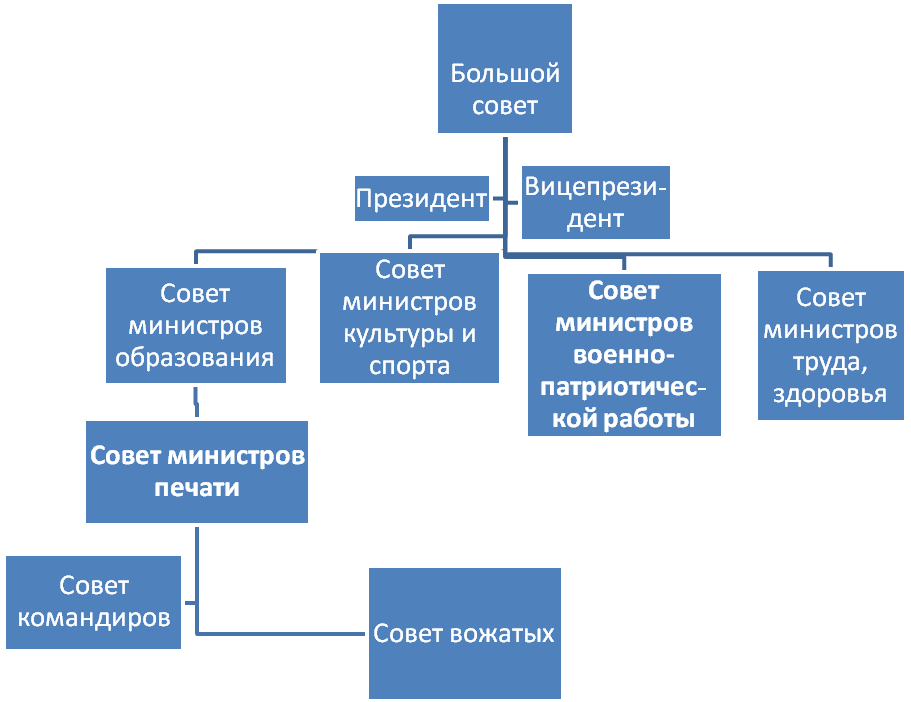 Большой
совет
Президент
Вицепрези-
дент
Совет
министров
образования
Совет
министров
культуры и
спорта
Совет
министров
военно-
патриотичес-
кой работы
Совет
министров
труда,
здоровья
Совет министров
печати
Совет
командиров
Совет вожатых